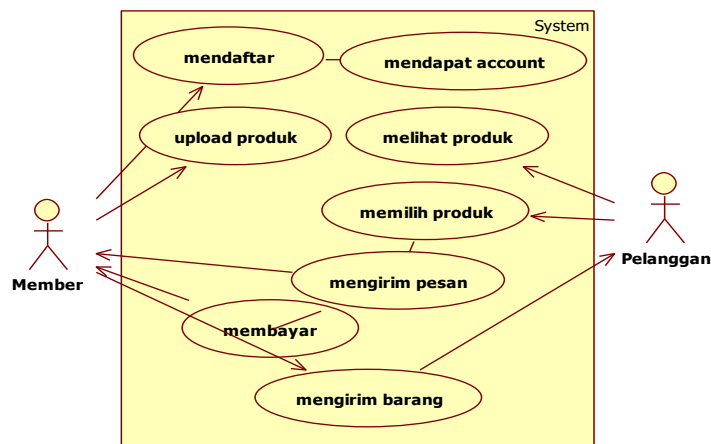 System
mendaftar
mendapat account
upload produk
melihat produk
memilih produk
Member
Pelanggan
mengirim pesan
membayar
mengirim barang